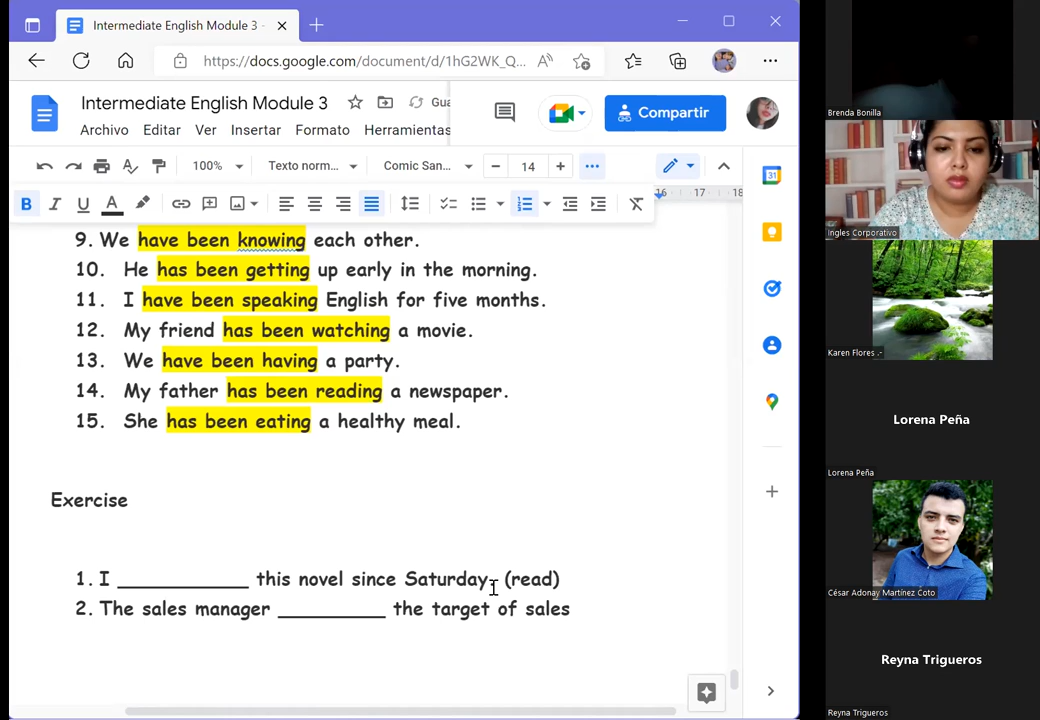 Intermediate English Module 3 -
https://docs.google.com/document/d/1hG2WK_Q...
Intermediate English Module 3
Gua
Compartir
Archivo Editar Ver Insertar Formato Herramientas
100% Texto norm... Comic San... 14
16 17 18
9. We have been knowing each other.
10. He has been getting up early in the morning.
11. I have been speaking English for five months.
12. My friend has been watching a movie.
13. We have been having a party.
14. My father has been reading a newspaper.
15. She has been eating a healthy meal.
Exercise
1. I ____________ this novel since Saturday. (read)
2. The sales manager __________ the target of sales
31
Brenda Bonilla
Ingles Corporativo
Karen Flores .-
Lorena Peña
Lorena Peña
César Adonay Martínez Coto
Reyna Trigueros
Reyna Trigueros